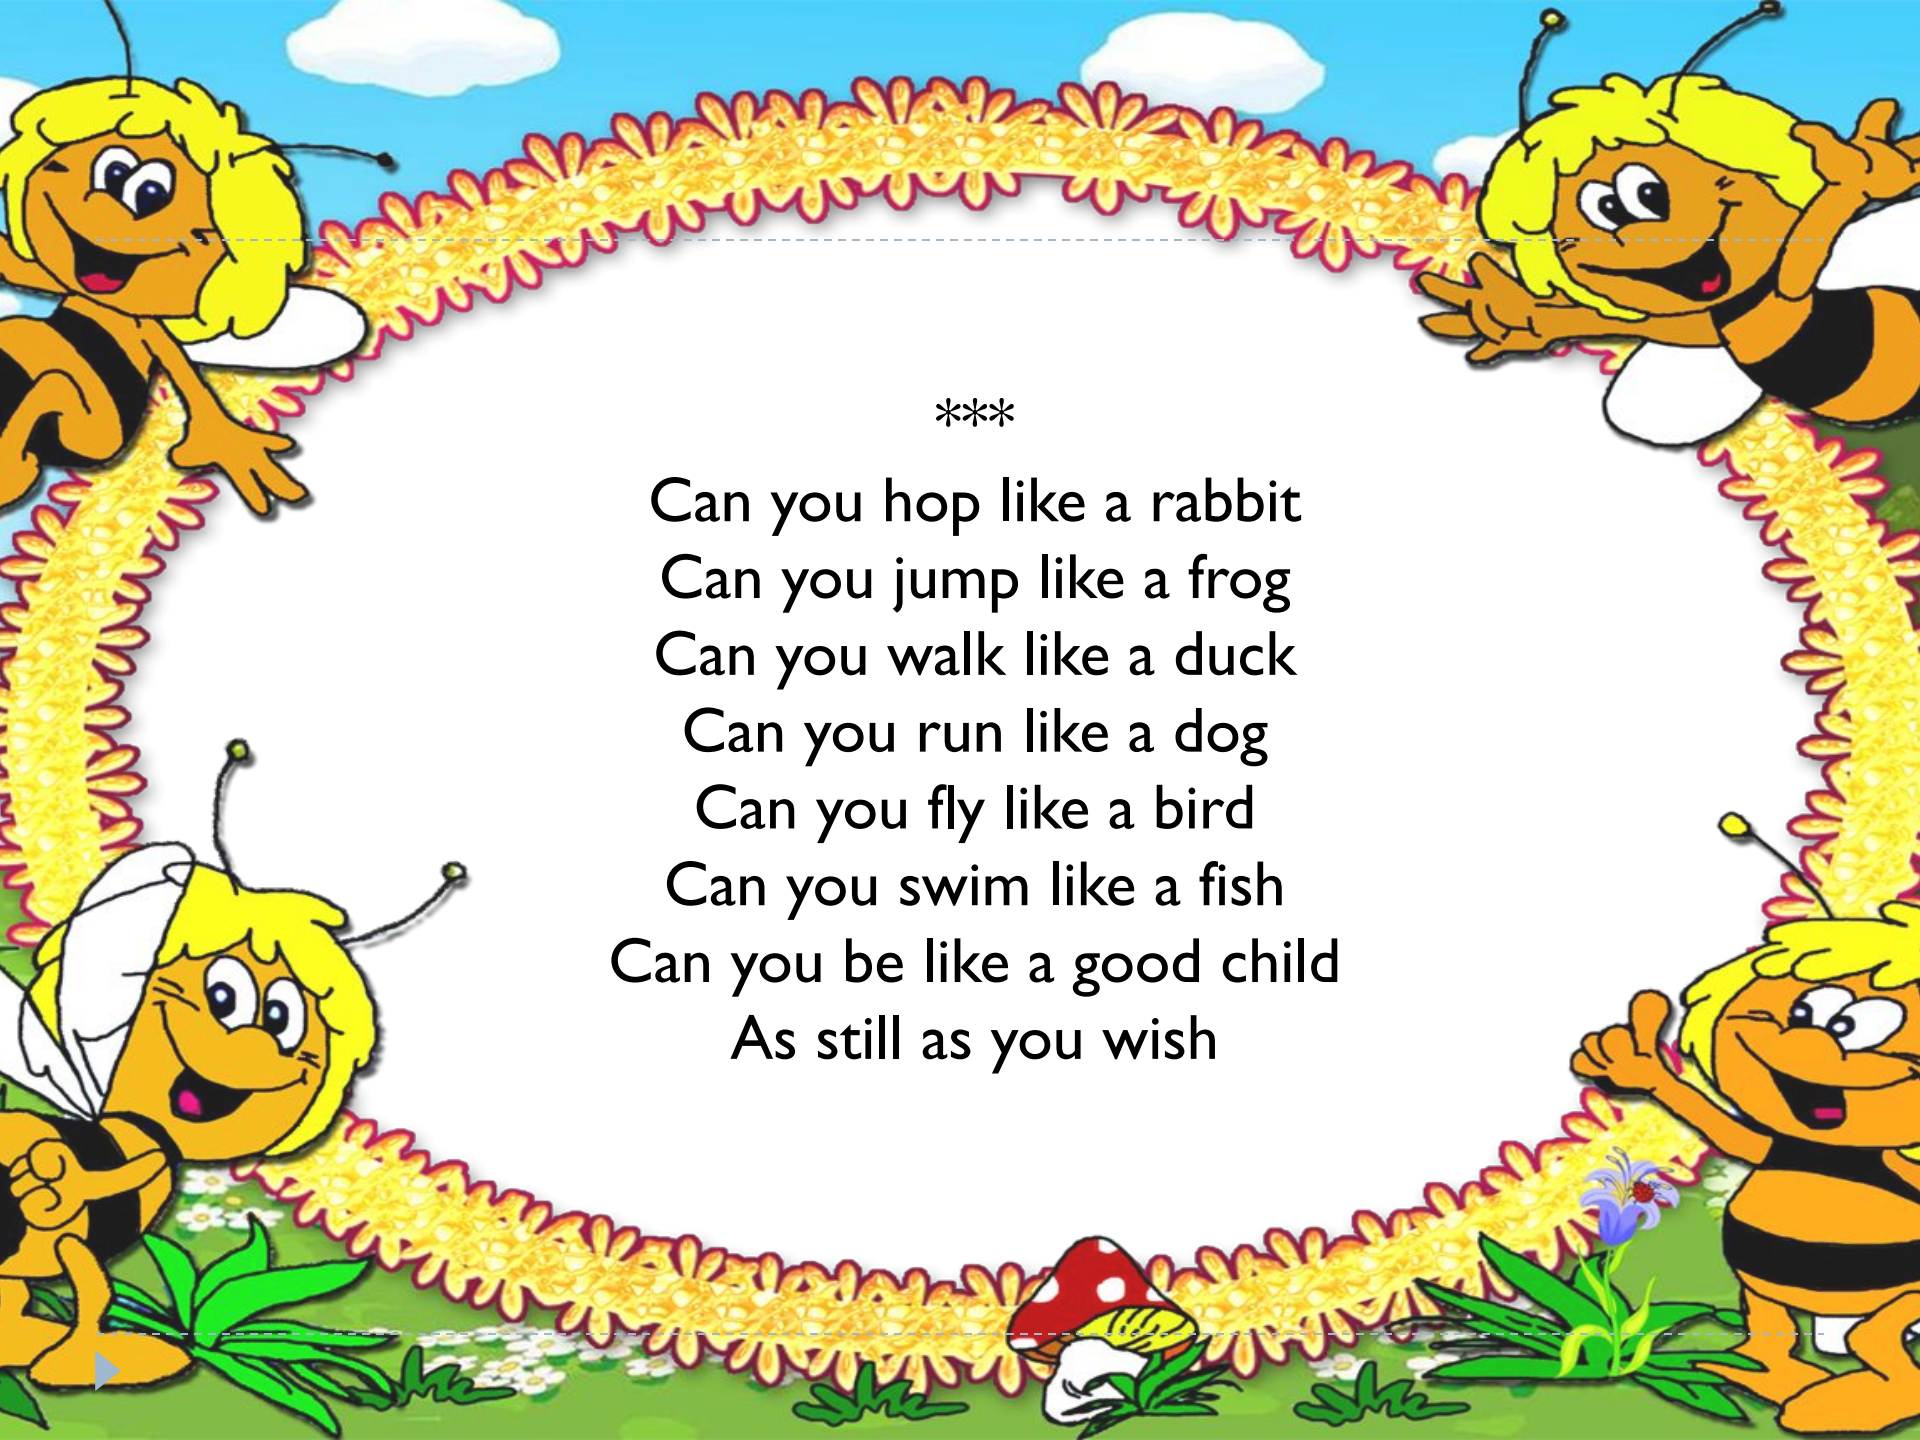 ***
Can you hop like a rabbit
Can you jump like a frog
Can you walk like a duck
Can you run like a dog
Can you fly like a bird
Can you swim like a fish
Can you be like a good child
As still as you wish